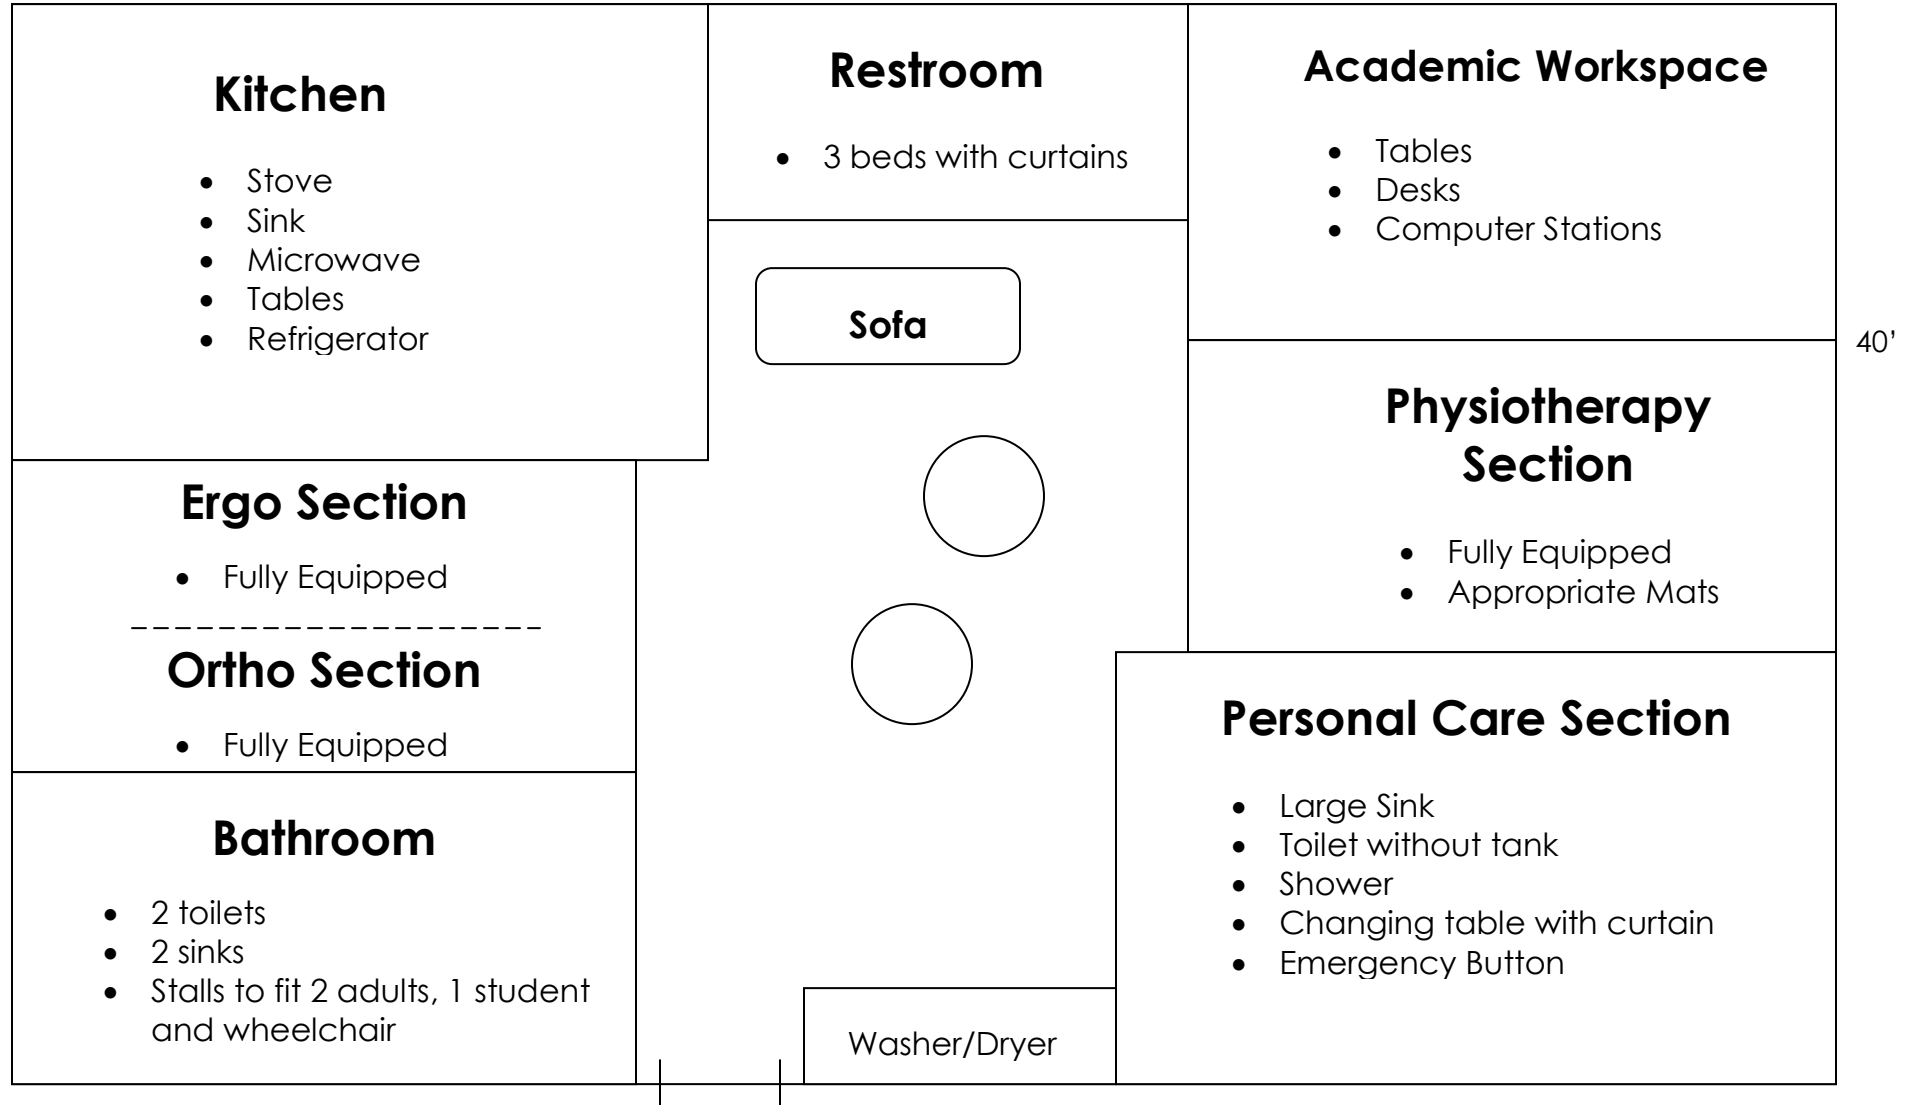 Kitchen
• Stove
• Sink
• Microwave
• Tables
• Refrigerator
Restroom
• 3 beds with curtains
Academic Workspace
• Tables
• Desks
• Computer Stations
Sofa
40’
Physiotherapy
Section
• Fully Equipped
• Appropriate Mats
Ergo Section
• Fully Equipped
Ortho Section
• Fully Equipped
Bathroom
• 2 toilets
• 2 sinks
• Stalls to fit 2 adults, 1 student
and wheelchair
Personal Care Section
• Large Sink
• Toilet without tank
• Shower
• Changing table with curtain
• Emergency Button
Washer/Dryer